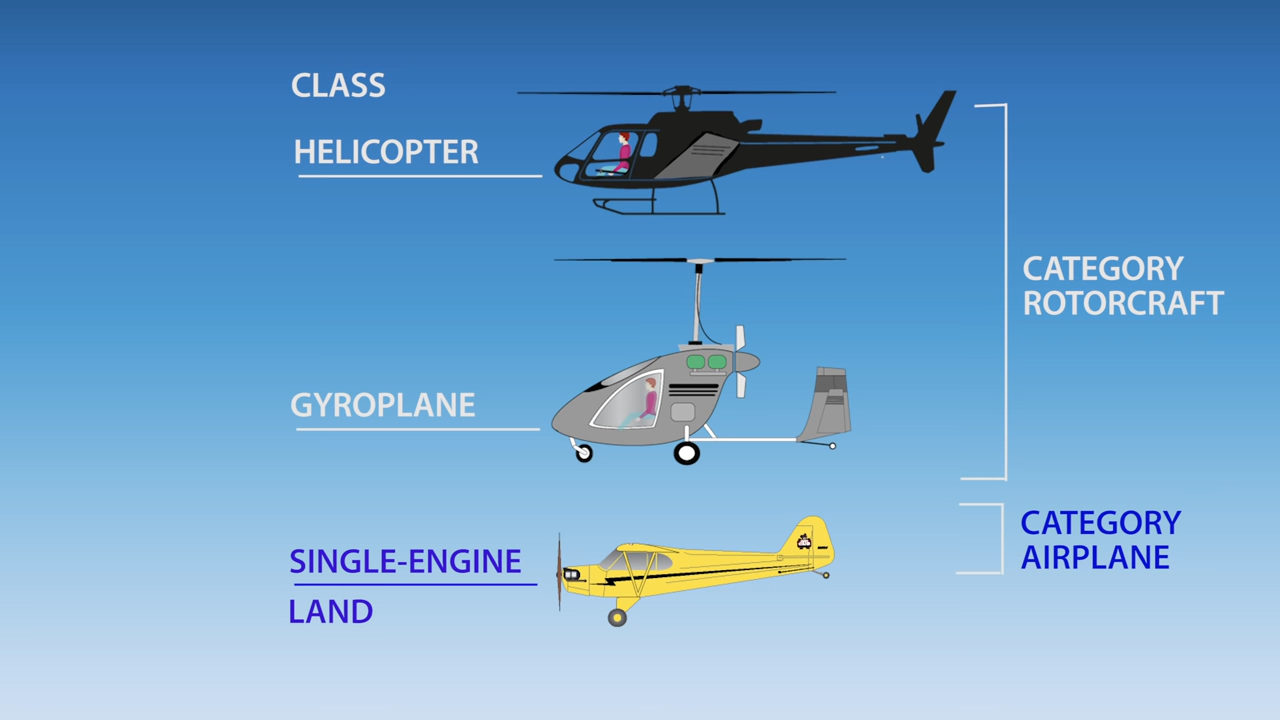 CLASS
HELICOPTER
GYROPLANE
CATEGORY
ROTORCRAFT
SINGLE-ENGINE
LAND
CATEGORY
AIRPLANE